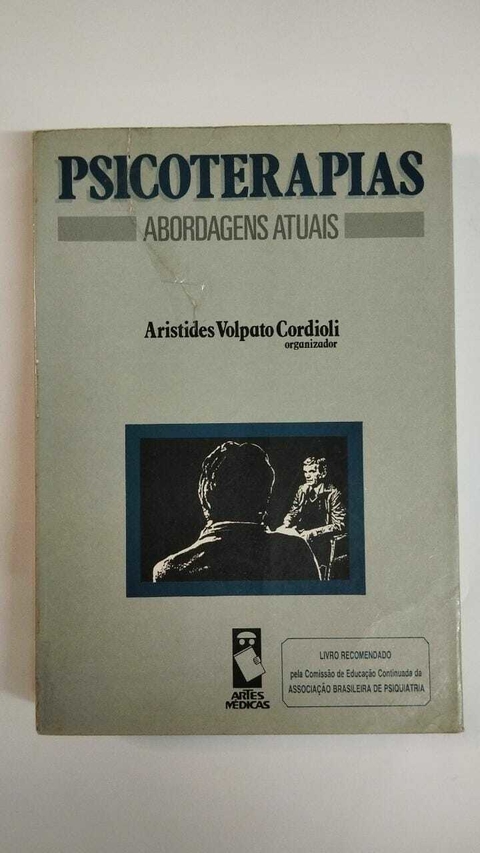 PSICOTERAPIAS
ABORDAGENS ATUAIS
Aristides Volpato Cordioli
organizador
ARTES
MÉDICAS
LIVRO RECOMENDADO
pela Comissão de Educação Continuada da
ASSOCIAÇÃO BRASILEIRA DE PSIQUIATRIA